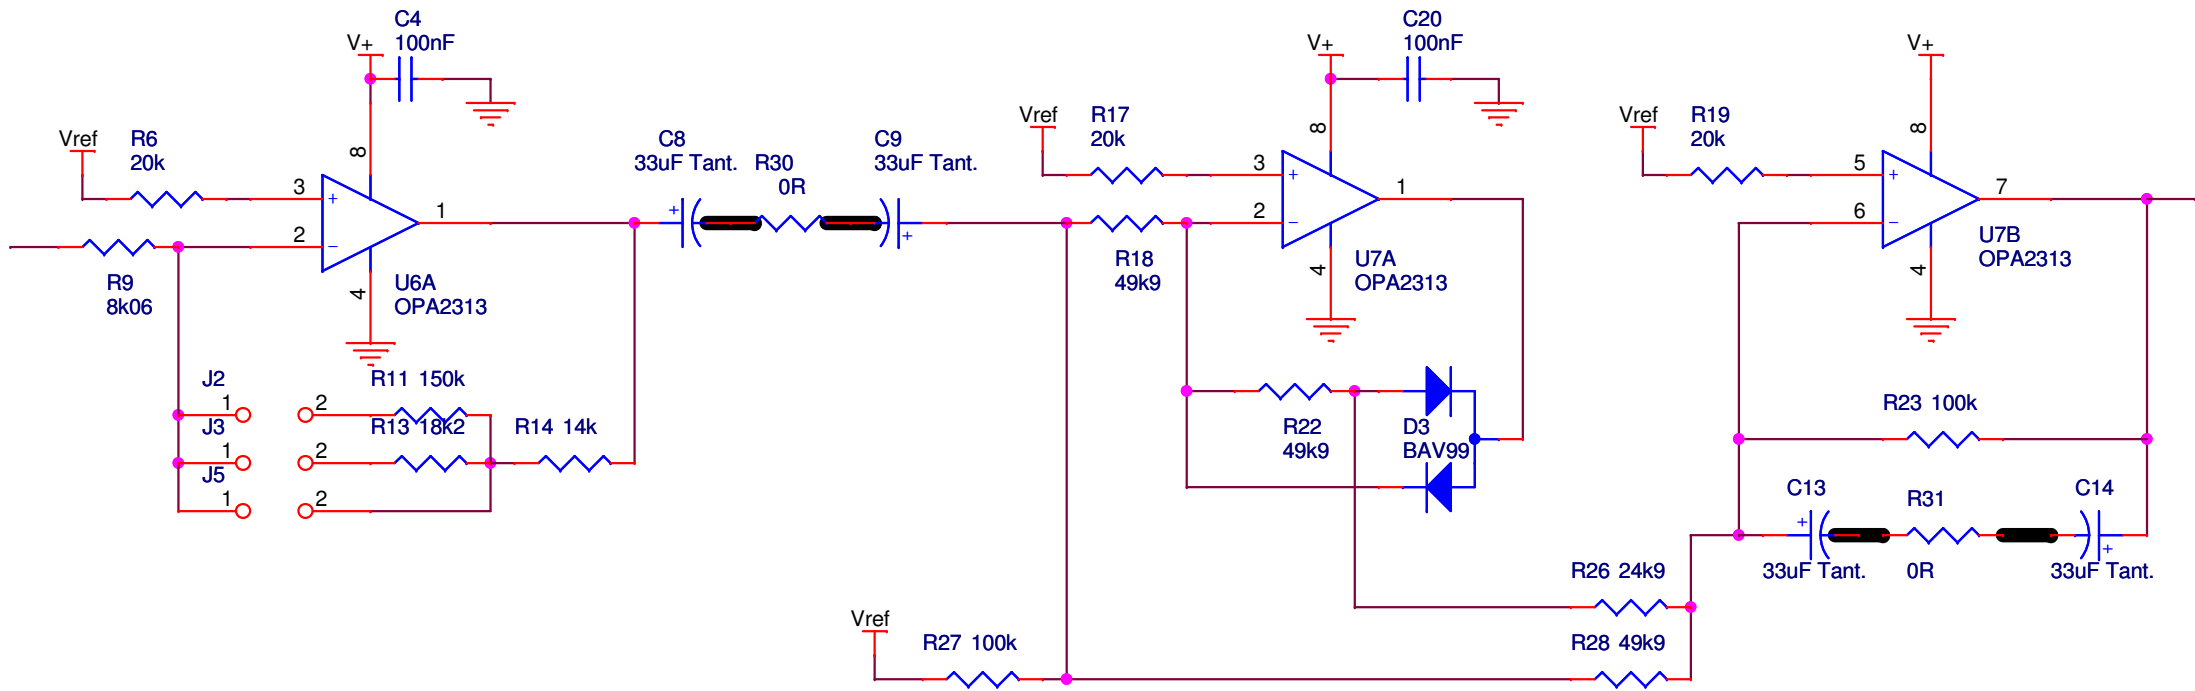 C4
100nF
V+
8
Vref
R6
20k
3
2
1
R9
8k06
4
U6A
OPA2313
J2
1
2
R11 150k
J3
1
2
R13 18k2
R14 14k
J5
1
2
C8
33uF Tant.
R30
0R
C9
33uF Tant.
C20
100nF
V+
8
Vref
R17
20k
3
2
1
R18
49k9
4
U7A
OPA2313
R22
49k9
D3
BAV99
V+
8
Vref
R19
20k
5
6
7
4
U7B
OPA2313
R23 100k
C13
33uF Tant.
R31
0R
C14
33uF Tant.
R26 24k9
R28 49k9
Vref
R27 100k